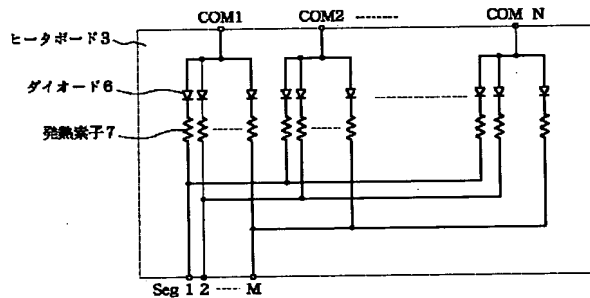 COM1 COM2 -------- COM N
ヒータボード3
ダイオード6
発熱素子7
Seg 1 2 ----- M